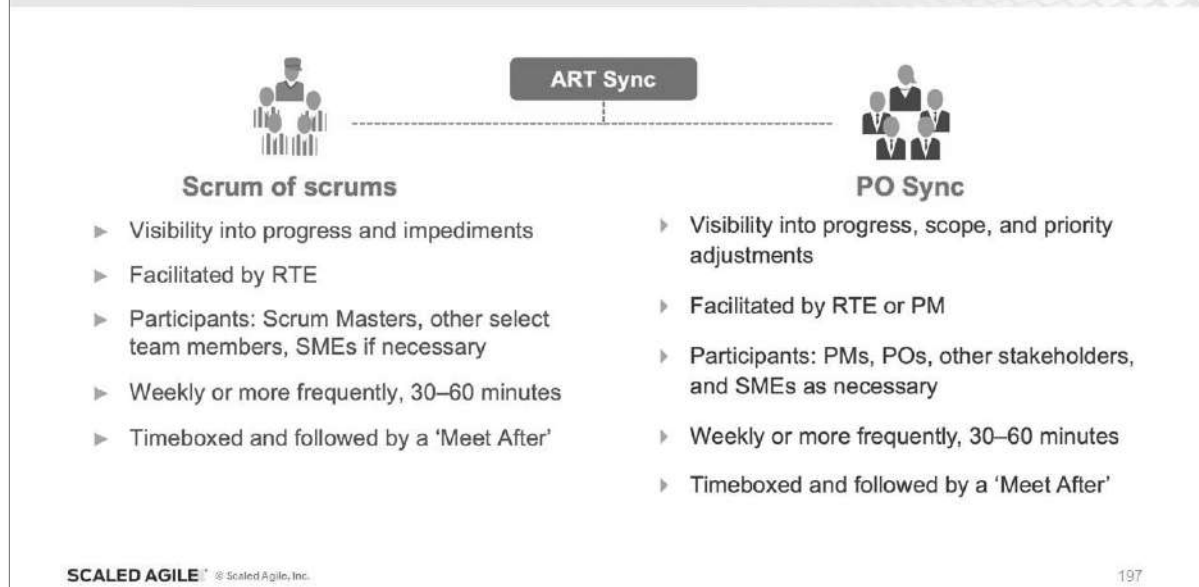 ART Sync
Scrum of scrums
Visibility into progress and impediments
Facilitated by RTE
Participants: Scrum Masters, other select
team members, SMEs if necessary
Weekly or more frequently, 30–60 minutes
Timeboxed and followed by a ‘Meet After’
PO Sync
Visibility into progress, scope, and priority
adjustments
Facilitated by RTE or PM
Participants: PMs, POs, other stakeholders,
and SMEs as necessary
Weekly or more frequently, 30–60 minutes
Timeboxed and followed by a ‘Meet After’
SCALED AGILE © Scaled Agile, Inc.
197